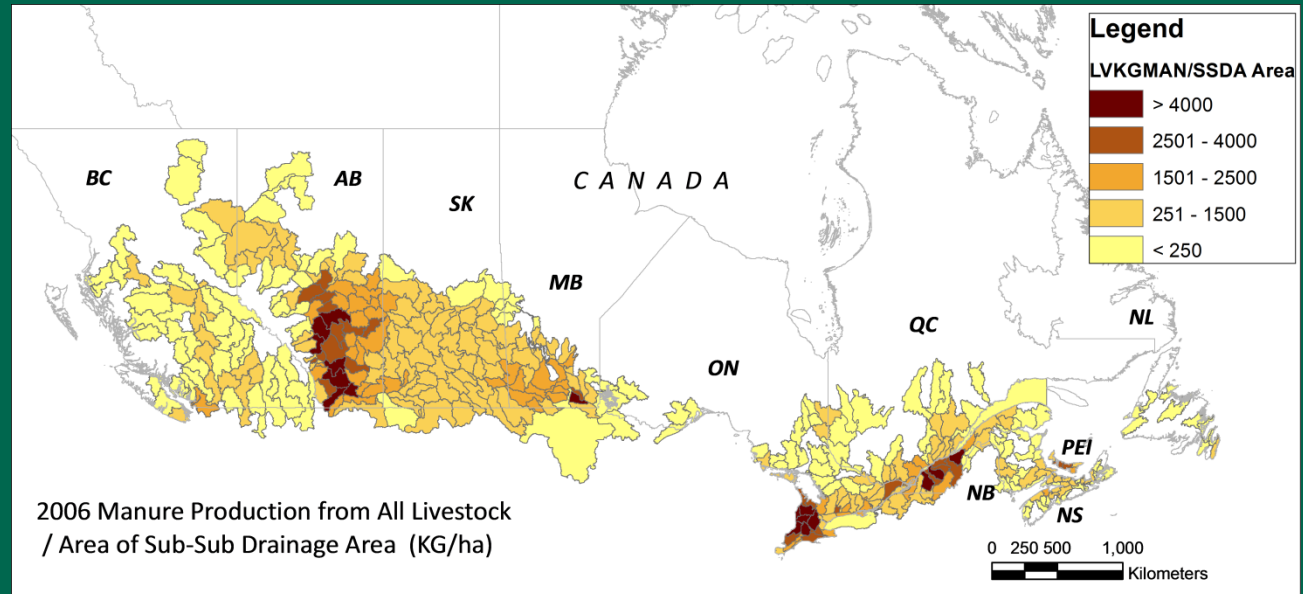 Legend
LVKGMAN/SSDA Area
> 4000
2501 - 4000
1501 - 2500
251 - 1500
< 250
BC
AB
SK
CANADA
MB
ON
QC
NL
PEI
NB
NS
2006 Manure Production from All Livestock
/ Area of Sub-Sub Drainage Area (KG/ha)
0 250 500 1,000
Kilometers